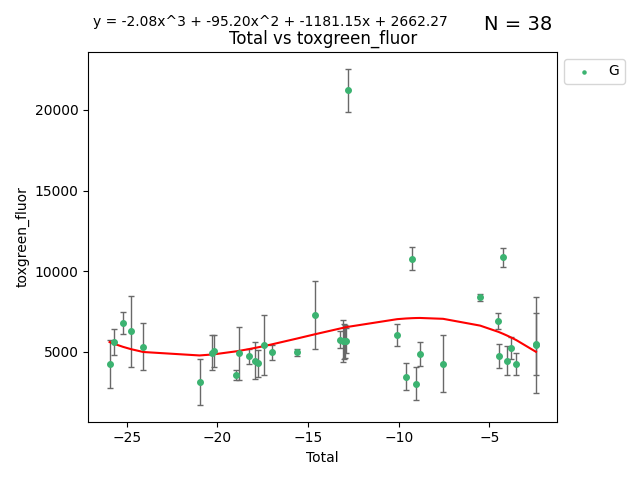 y = -2.08x^3 + -95.20x^2 + -1181.15x + 2662.27
N = 38
Total vs toxgreen_fluor
G
toxgreen_fluor
20000
15000
10000
5000
−25 −20 −15 −10 −5
Total